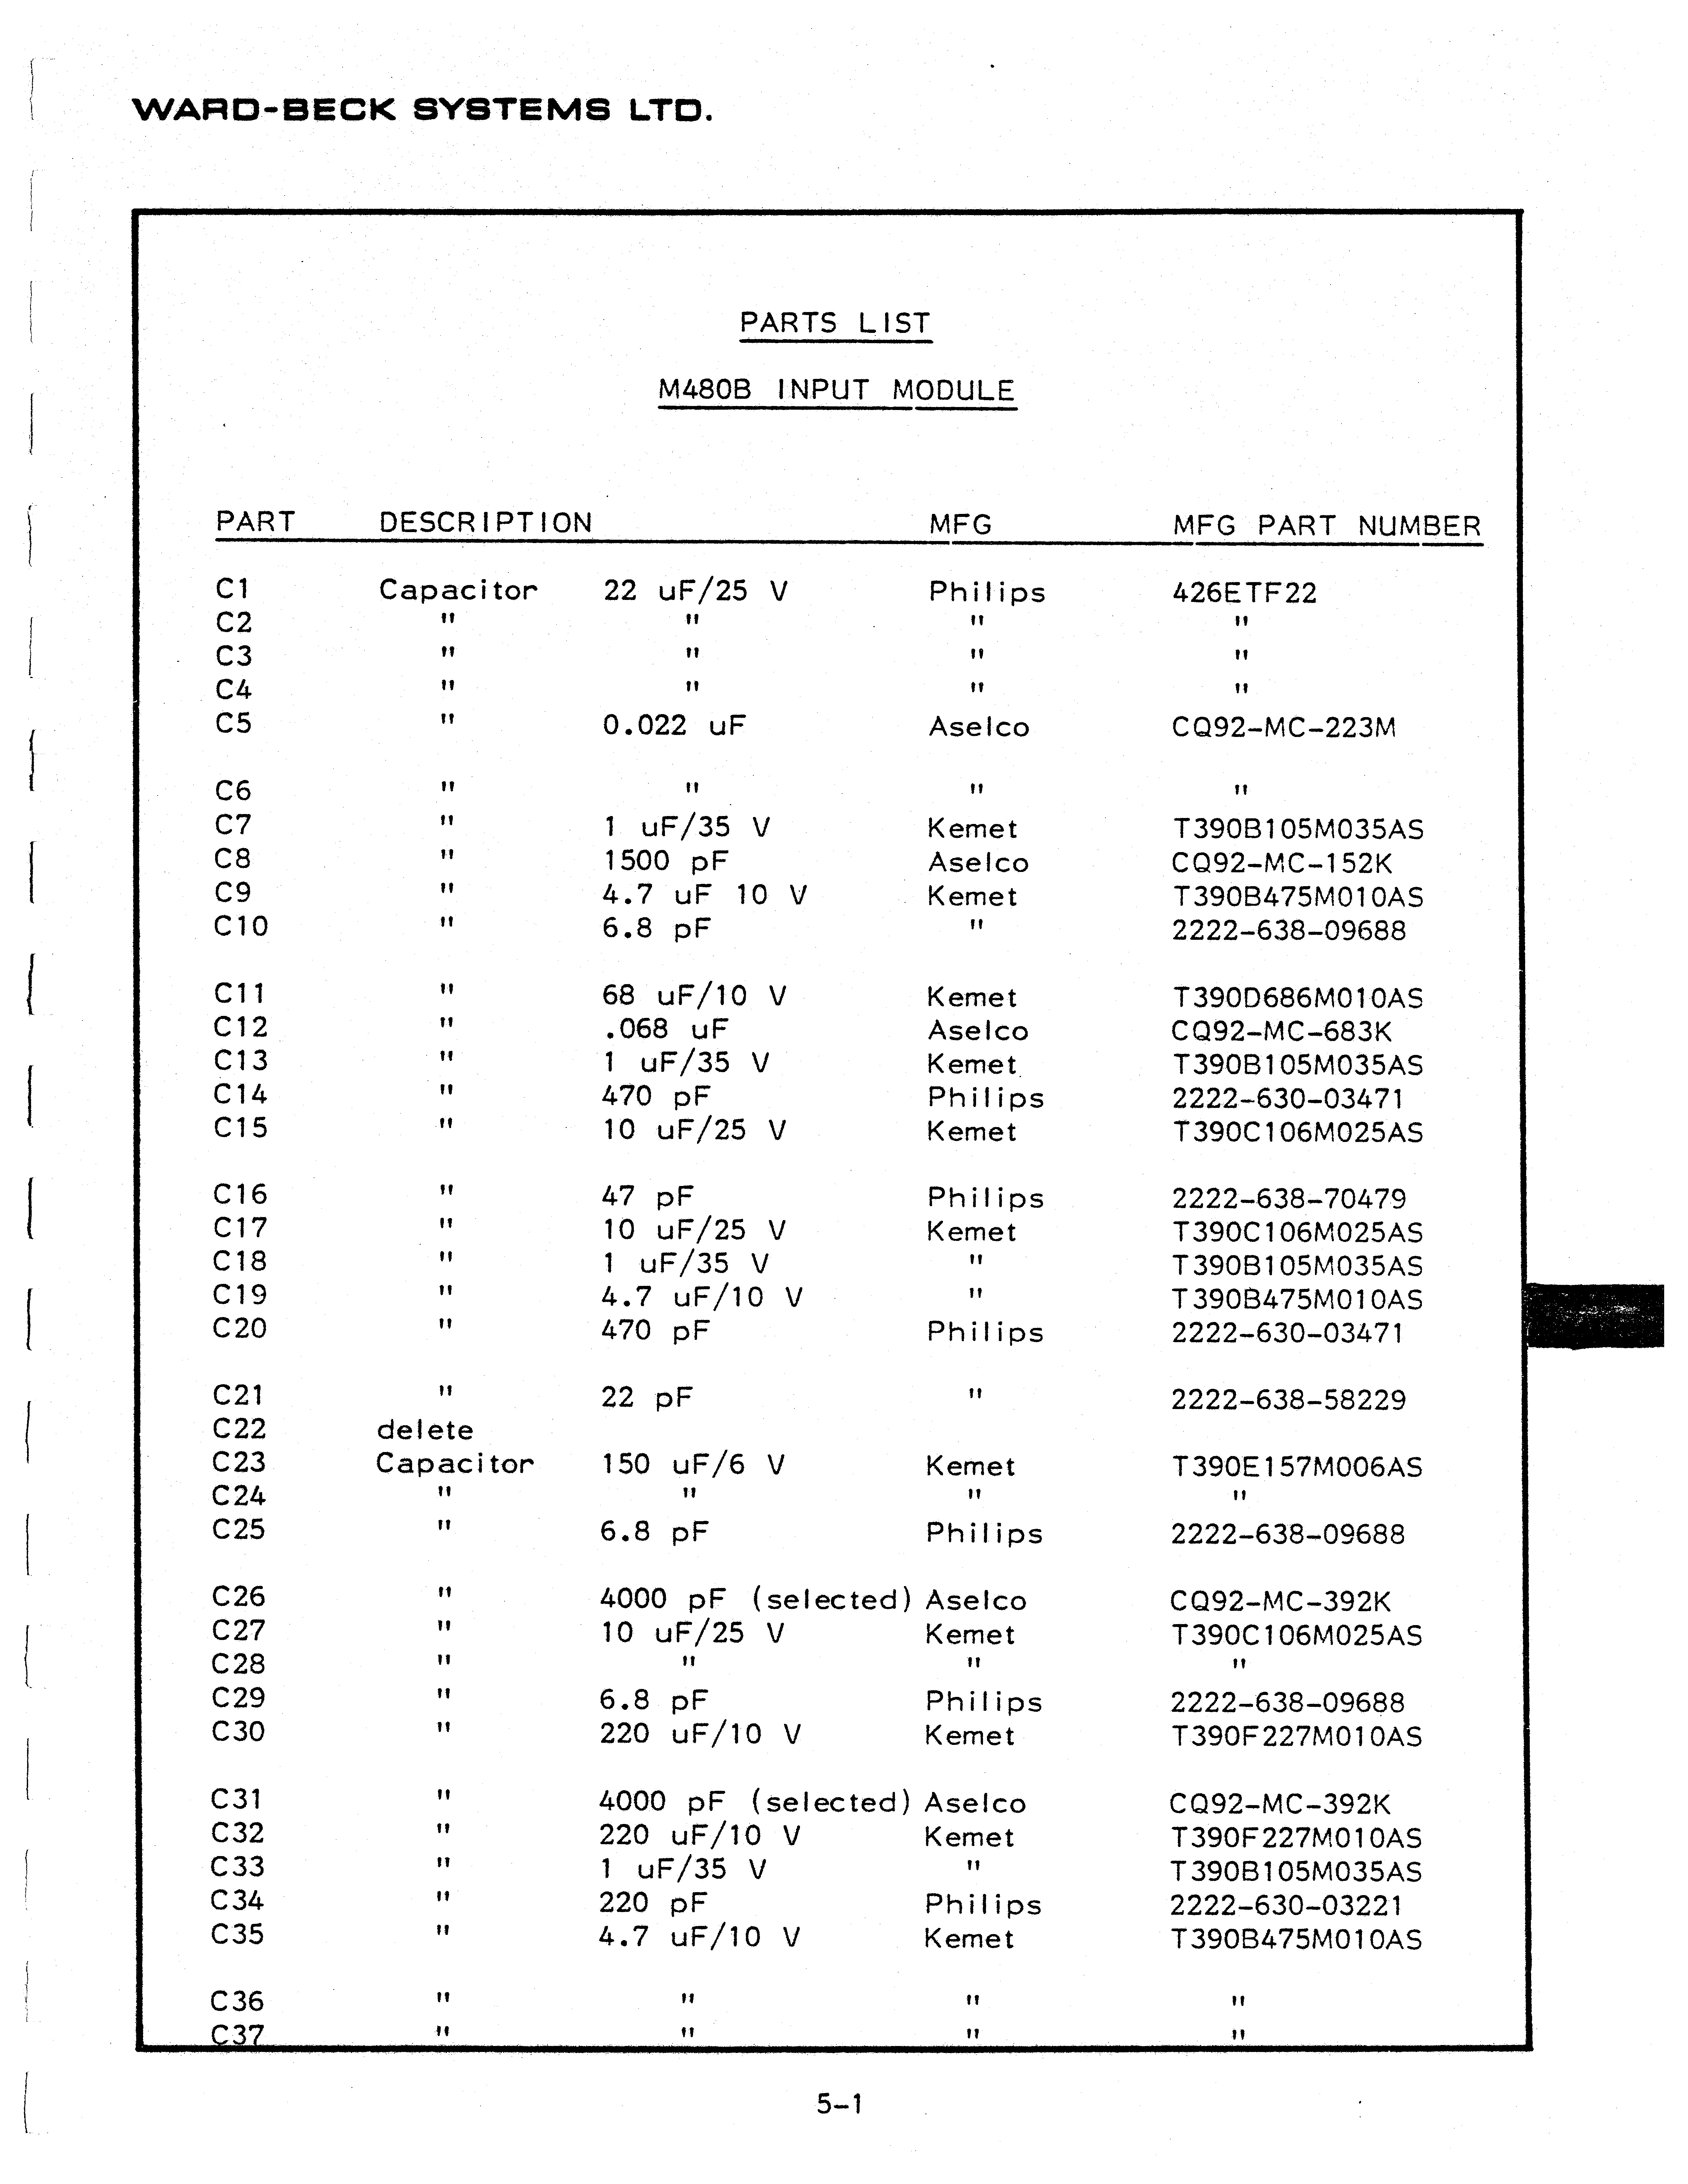 WARD-BECK SYSTEMS LTD.
PARTS LIST
M480B INPUT MODULE
PART DESCRIPTION MFG MFG PART NUMBER
C1 Capacitor 22 uF/25 V Philips 426ETF22
C2 " " " "
C3 " " " "
C4 " " " "
C5 " 0.022 uF Aselco CQ92-MC-223M
C6 " " " "
C7 " 1 uF/35 V Kemet T390B105M035AS
C8 " 1500 pF Aselco CQ92-MC-152K
C9 " 4.7 uF 10 V Kemet T390B475M010AS
C10 " 6.8 pF " 2222-638-09688
C11 " 68 uF/10 V Kemet T390D686M010AS
C12 " .068 uF Aselco CQ92-MC-683K
C13 " 1 uF/35 V Kemet T390B105M035AS
C14 " 470 pF Philips 2222-630-03471
C15 " 10 uF/25 V Kemet T390C106M025AS
C16 " 47 pF Philips 2222-638-70479
C17 " 10 uF/25 V Kemet T390C106M025AS
C18 " 1 uF/35 V " T390B105M035AS
C19 " 4.7 uF/10 V " T390B475M010AS
C20 " 470 pF Philips 2222-630-03471
C21 " 22 pF " 2222-638-58229
C22 delete
C23 Capacitor 150 uF/6 V Kemet T390E157M006AS
C24 " " " "
C25 " 6.8 pF Philips 2222-638-09688
C26 " 4000 pF (selected) Aselco CQ92-MC-392K
C27 " 10 uF/25 V Kemet T390C106M025AS
C28 " " " "
C29 " 6.8 pF Philips 2222-638-09688
C30 " 220 uF/10 V Kemet T390F227M010AS
C31 " 4000 pF (selected) Aselco CQ92-MC-392K
C32 " 220 uF/10 V Kemet T390F227M010AS
C33 " 1 uF/35 V " T390B105M035AS
C34 " 220 pF Philips 2222-630-03221
C35 " 4.7 uF/10 V Kemet T390B475M010AS
C36 " " " "
C37 " " " "
5-1